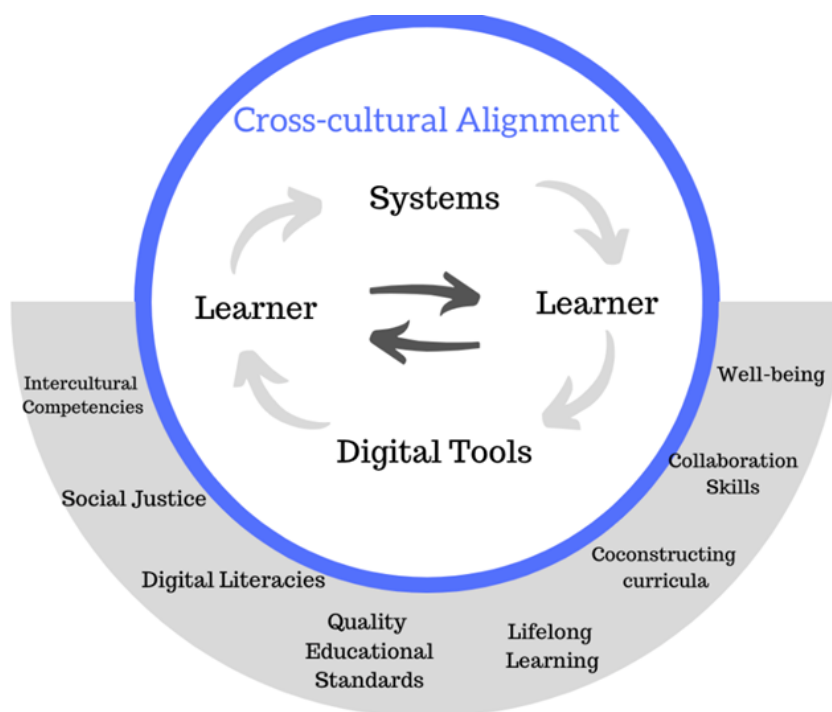 Cross-cultural Alignment
Systems
Learner
Learner
Digital Tools
Intercultural
Competencies
Social Justice
Digital Literacies
Quality
Educational
Standards
Lifelong
Learning
Coconstructing
curricula
Collaboration
Skills
Well-being